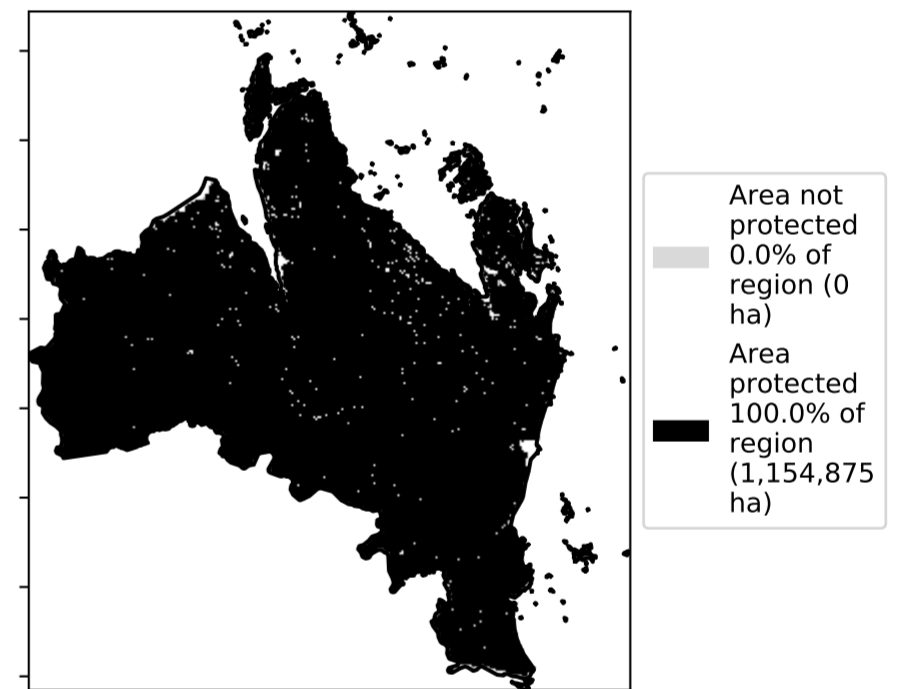 Area not
protected
0.0% of
region (0
ha)
Area
protected
100.0% of
region
(1,154,875
ha)